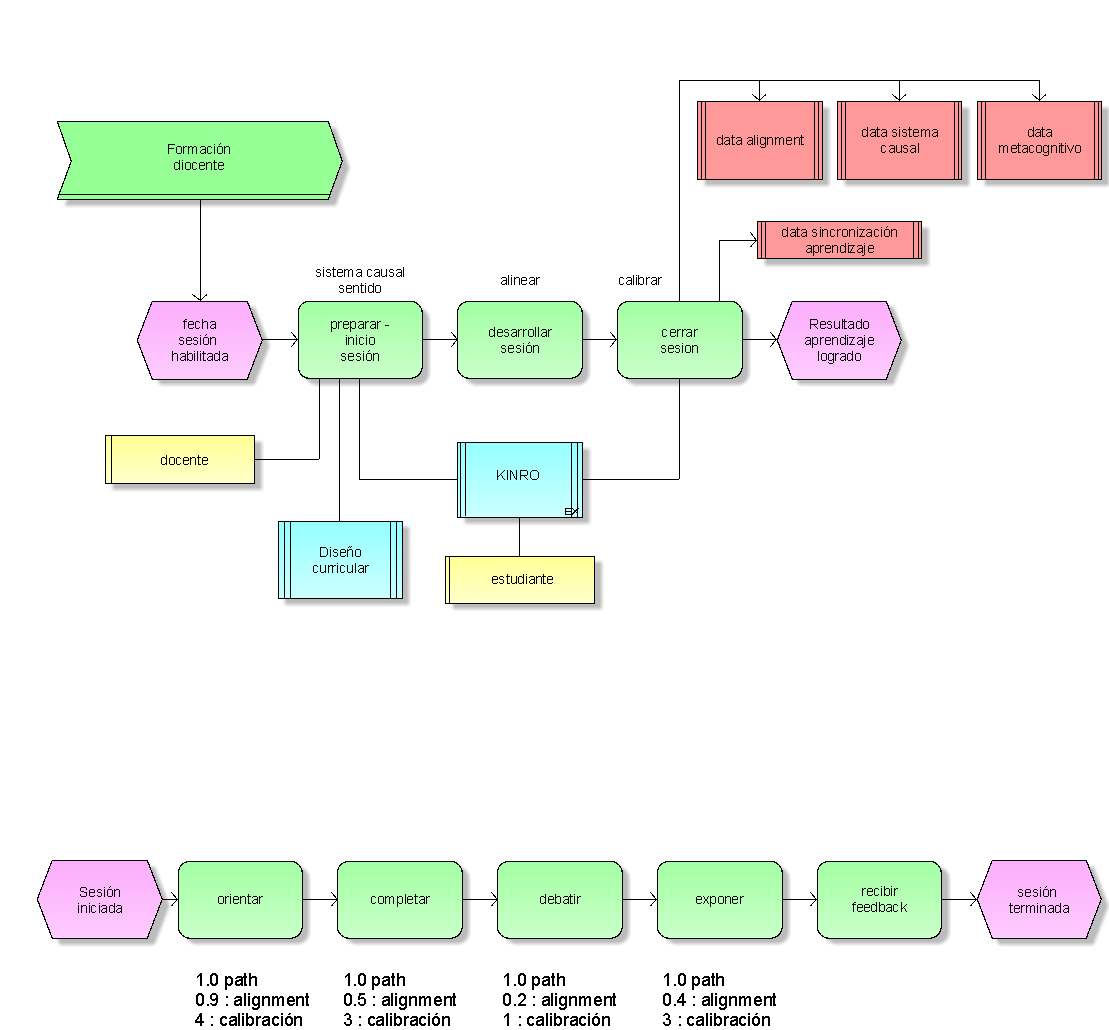 Formación
diocente
data alignment
data sistema
causal
data
metacognitivo
data sincronización
aprendizaje
sistema causal
sentido
alinear
calibrar
fecha
sesión
habilitada
preparar -
inicio
sesión
desarrollar
sesión
cerrar
sesion
Resultado
aprendizaje
logrado
docente
KINRO
EX
Diseño
curricular
estudiante
Sesión
iniciada
orientar
completar
debatir
exponer
recibir
feedback
sesión
terminada
1.0 path
0.9 : alignment
4 : calibración
1.0 path
0.5 : alignment
3 : calibración
1.0 path
0.2 : alignment
1 : calibración
1.0 path
0.4 : alignment
3 : calibración